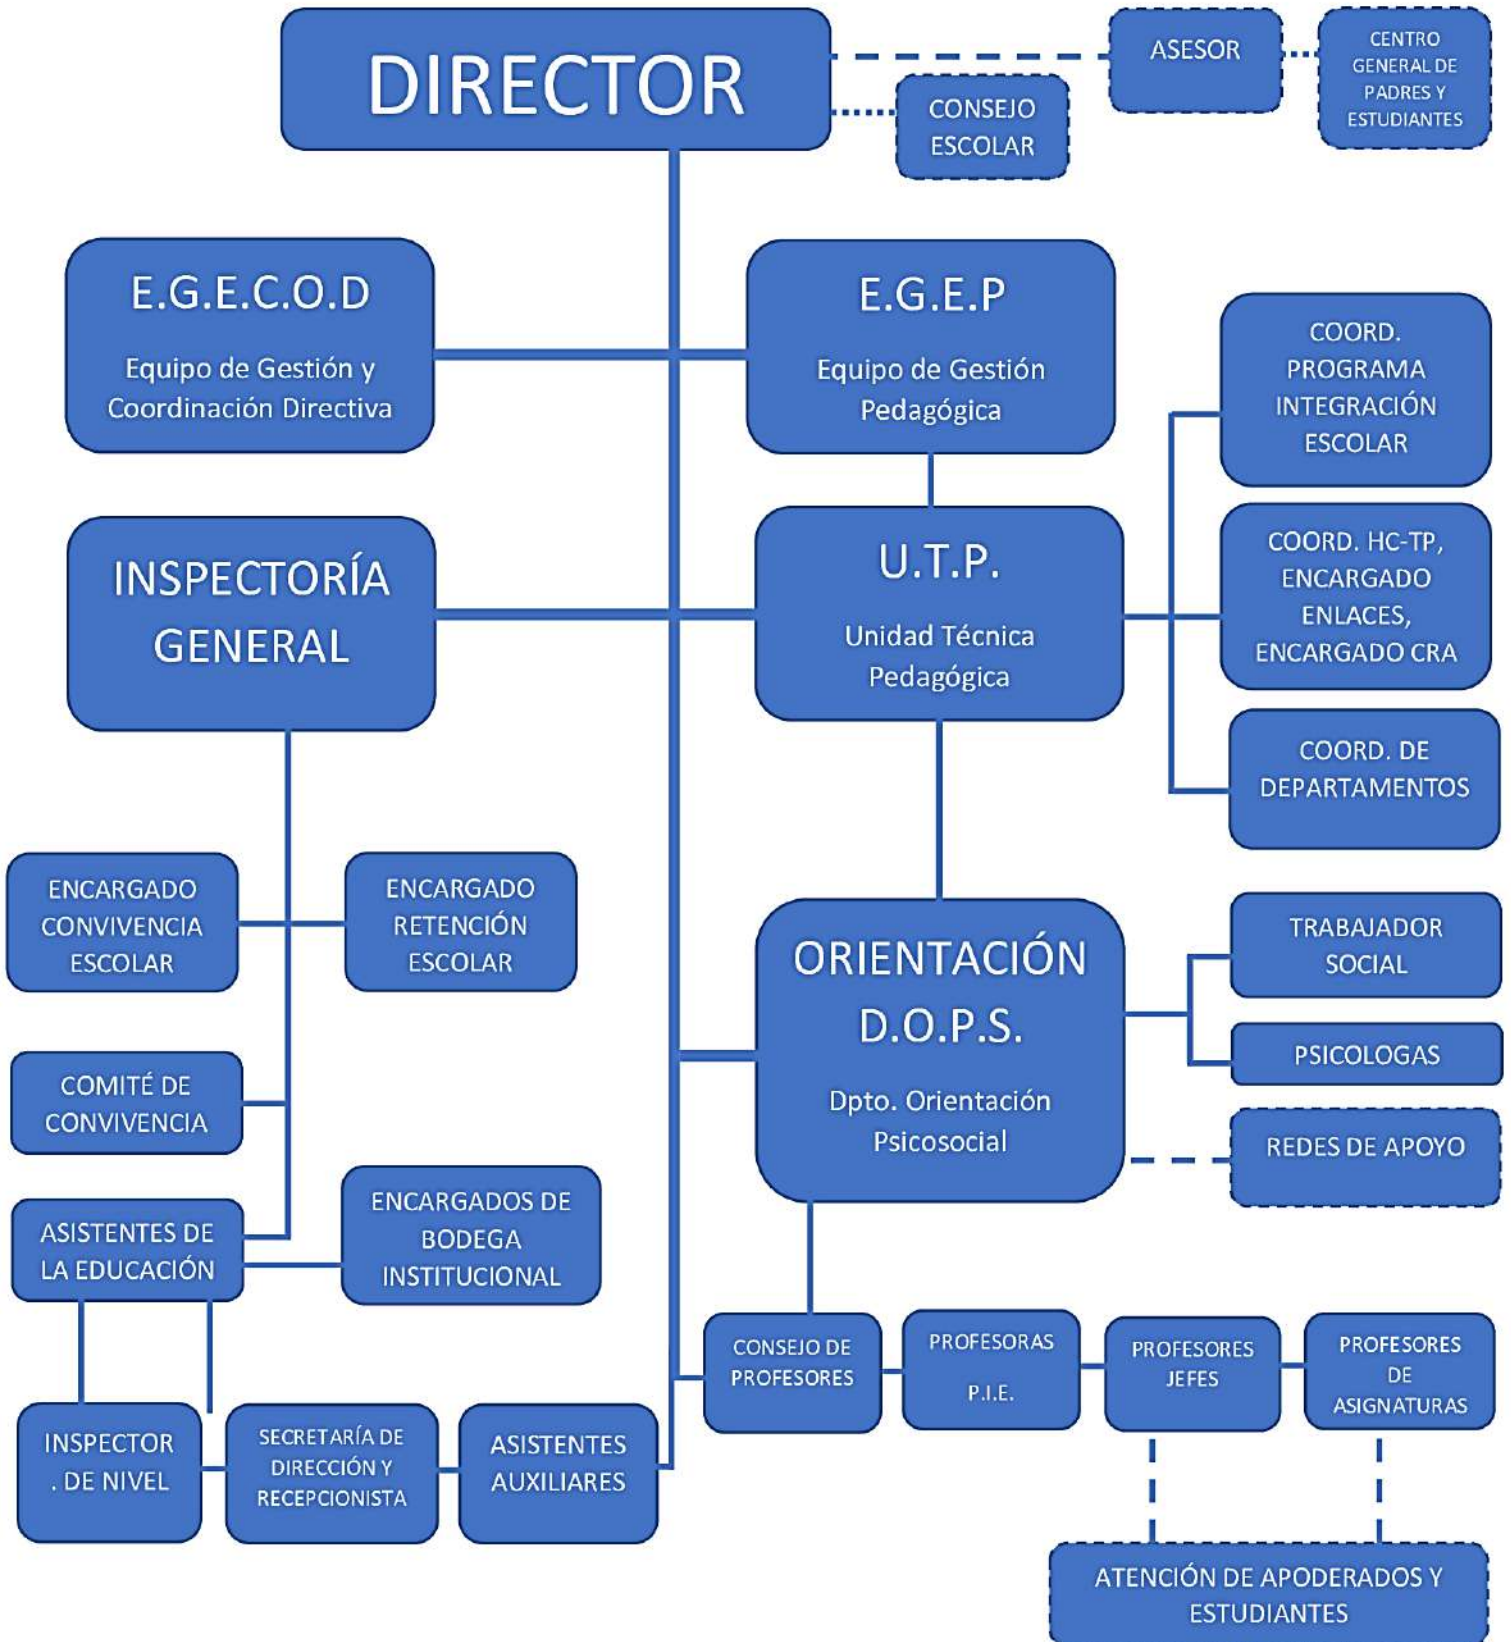 DIRECTOR
ASESOR
CENTRO
GENERAL DE
PADRES Y
ESTUDIANTES
CONSEJO
ESCOLAR
E.G.E.C.O.D
Equipo de Gestión y
Coordinación Directiva
E.G.E.P
Equipo de Gestión
Pedagógica
COORD.
PROGRAMA
INTEGRACIÓN
ESCOLAR
INSPECTORÍA
GENERAL
U.T.P.
Unidad Técnica
Pedagógica
COORD. HC-TP,
ENCARGADO
ENLACES,
ENCARGADO CRA
COORD. DE
DEPARTAMENTOS
ENCARGADO
CONVIVENCIA
ESCOLAR
ENCARGADO
RETENCIÓN
ESCOLAR
ORIENTACIÓN
D.O.P.S.
Dpto. Orientación
Psicosocial
TRABAJADOR
SOCIAL
PSICOLOGAS
REDES DE APOYO
COMITÉ DE
CONVIVENCIA
ASISTENTES DE
LA EDUCACIÓN
ENCARGADOS DE
BODEGA
INSTITUCIONAL
CONSEJO DE
PROFESORES
PROFESORAS
P.I.E.
PROFESORES
JEFES
PROFESORES
DE
ASIGNATURAS
INSPECTOR
. DE NIVEL
SECRETARÍA DE
DIRECCIÓN Y
RECEPCIONISTA
ASISTENTES
AUXILIARES
ATENCIÓN DE APODERADOS Y
ESTUDIANTES